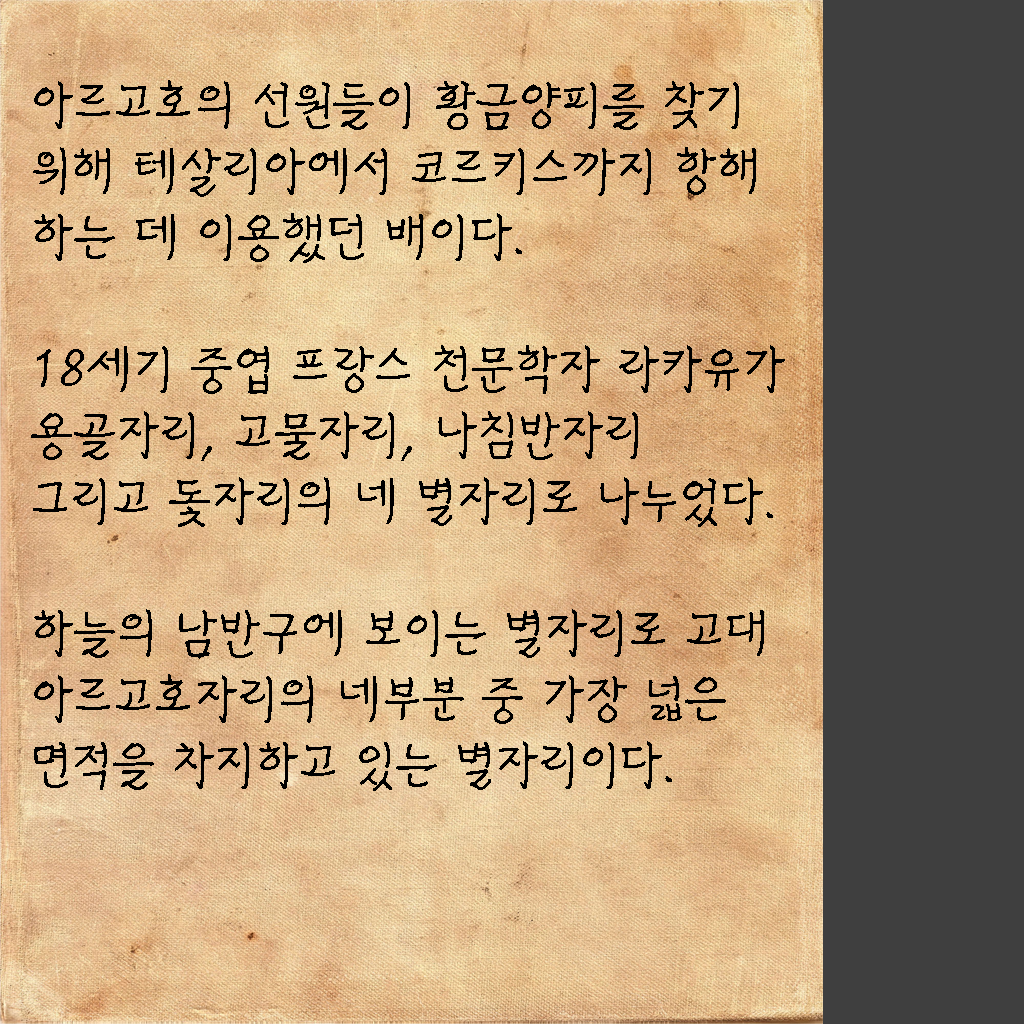 아르고호의 선원들이 황금양피를 찾기
위해 테살리아에서 코르키스까지 항해
하는 데 이용했던 배이다.
18세기 중엽 프랑스 천문학자 라카유가
용골자리, 고물자리, 나침반자리
그리고 돛자리의 네 별자리로 나누었다.
하늘의 남반구에 보이는 별자리로 고대
아르고호자리의 네부분 중 가장 넓은
면적을 차지하고 있는 별자리이다.